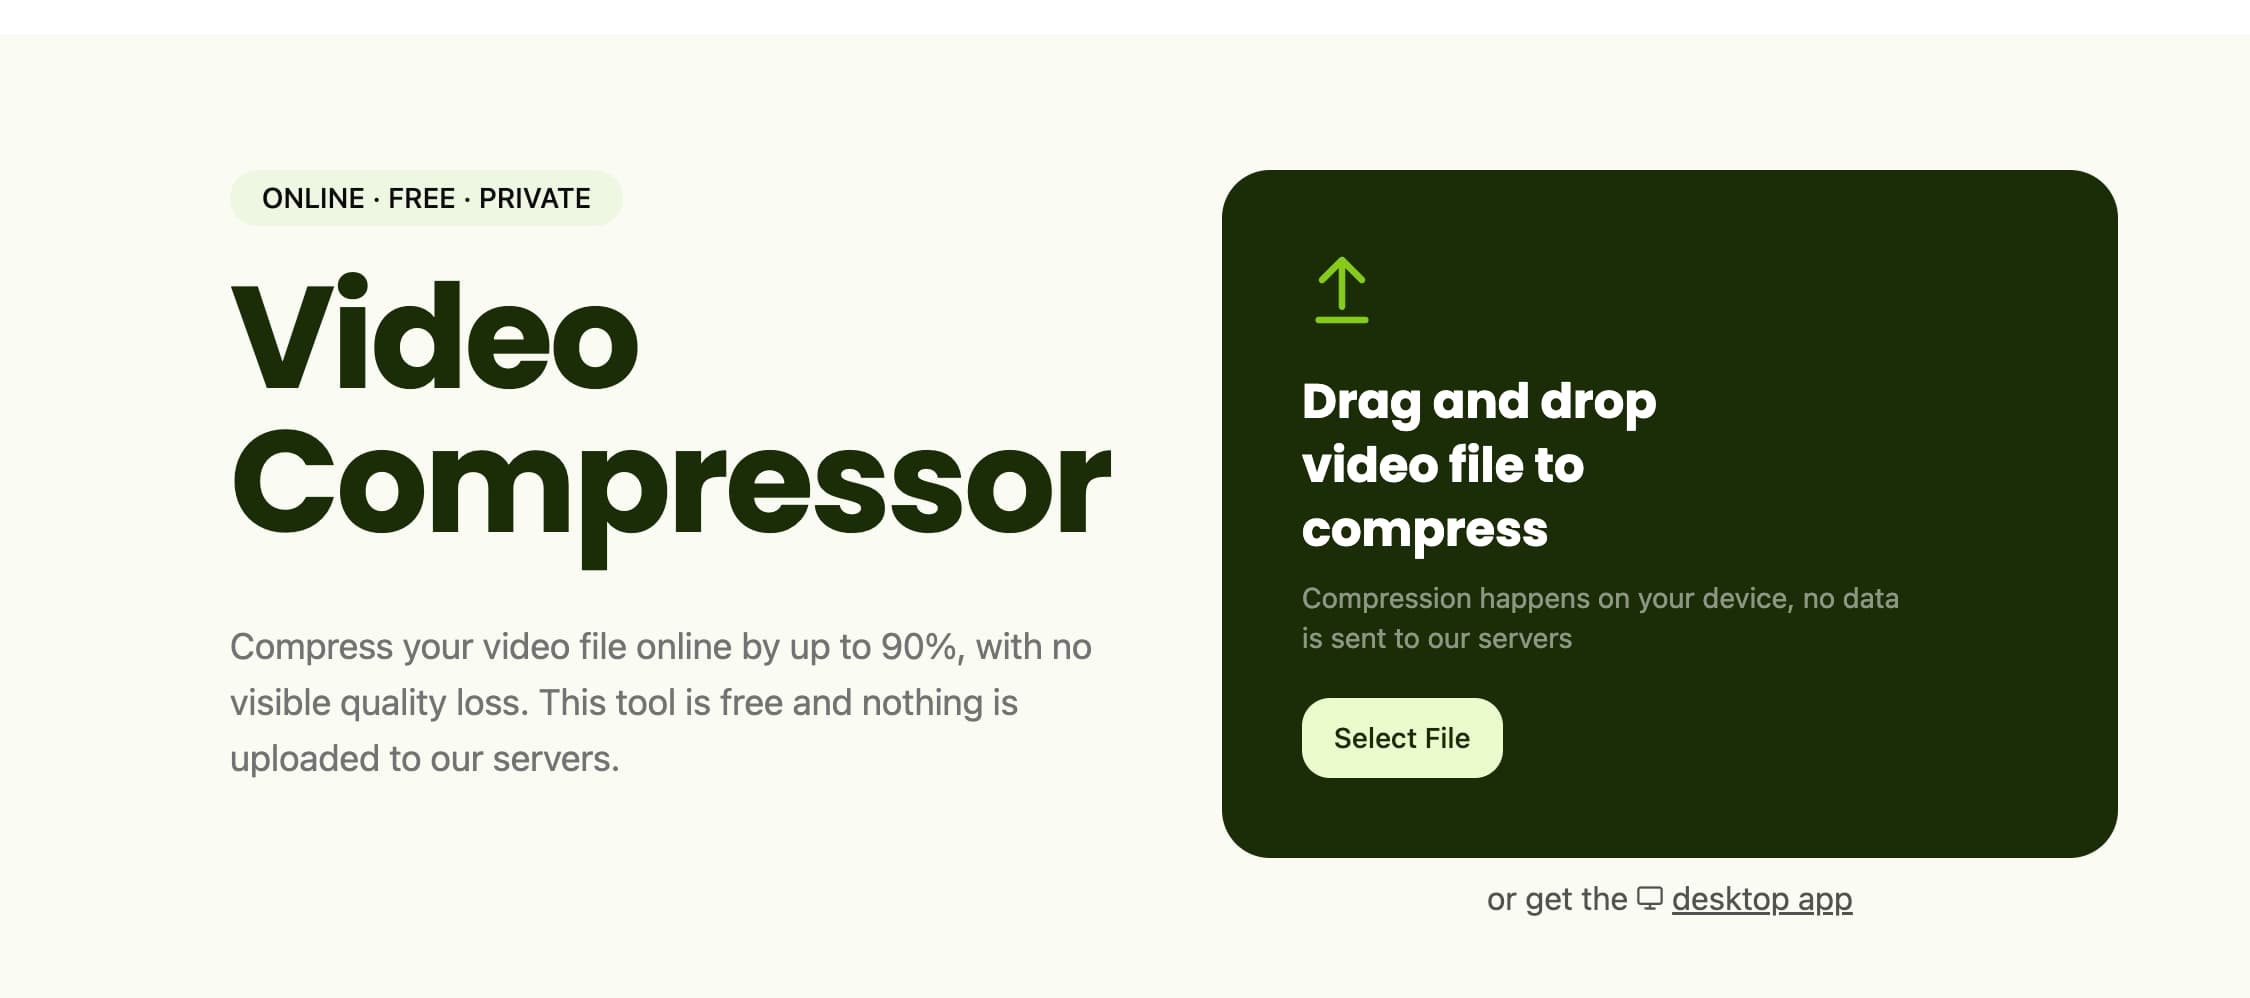 ONLINE · FREE · PRIVATE
Video
Compressor
Compress your video file online by up to 90%, with no
visible quality loss. This tool is free and nothing is
uploaded to our servers.
Drag and drop
video file to
compress
Compression happens on your device, no data
is sent to our servers
Select File
or get the desktop app